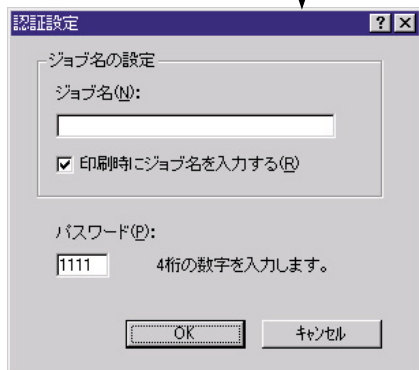 認証設定
ジョブ名の設定
ジョブ名(N):
印刷時にジョブ名を入力する(R)
パスワード(P):
1111 4桁の数字を入力します。
OK キャンセル